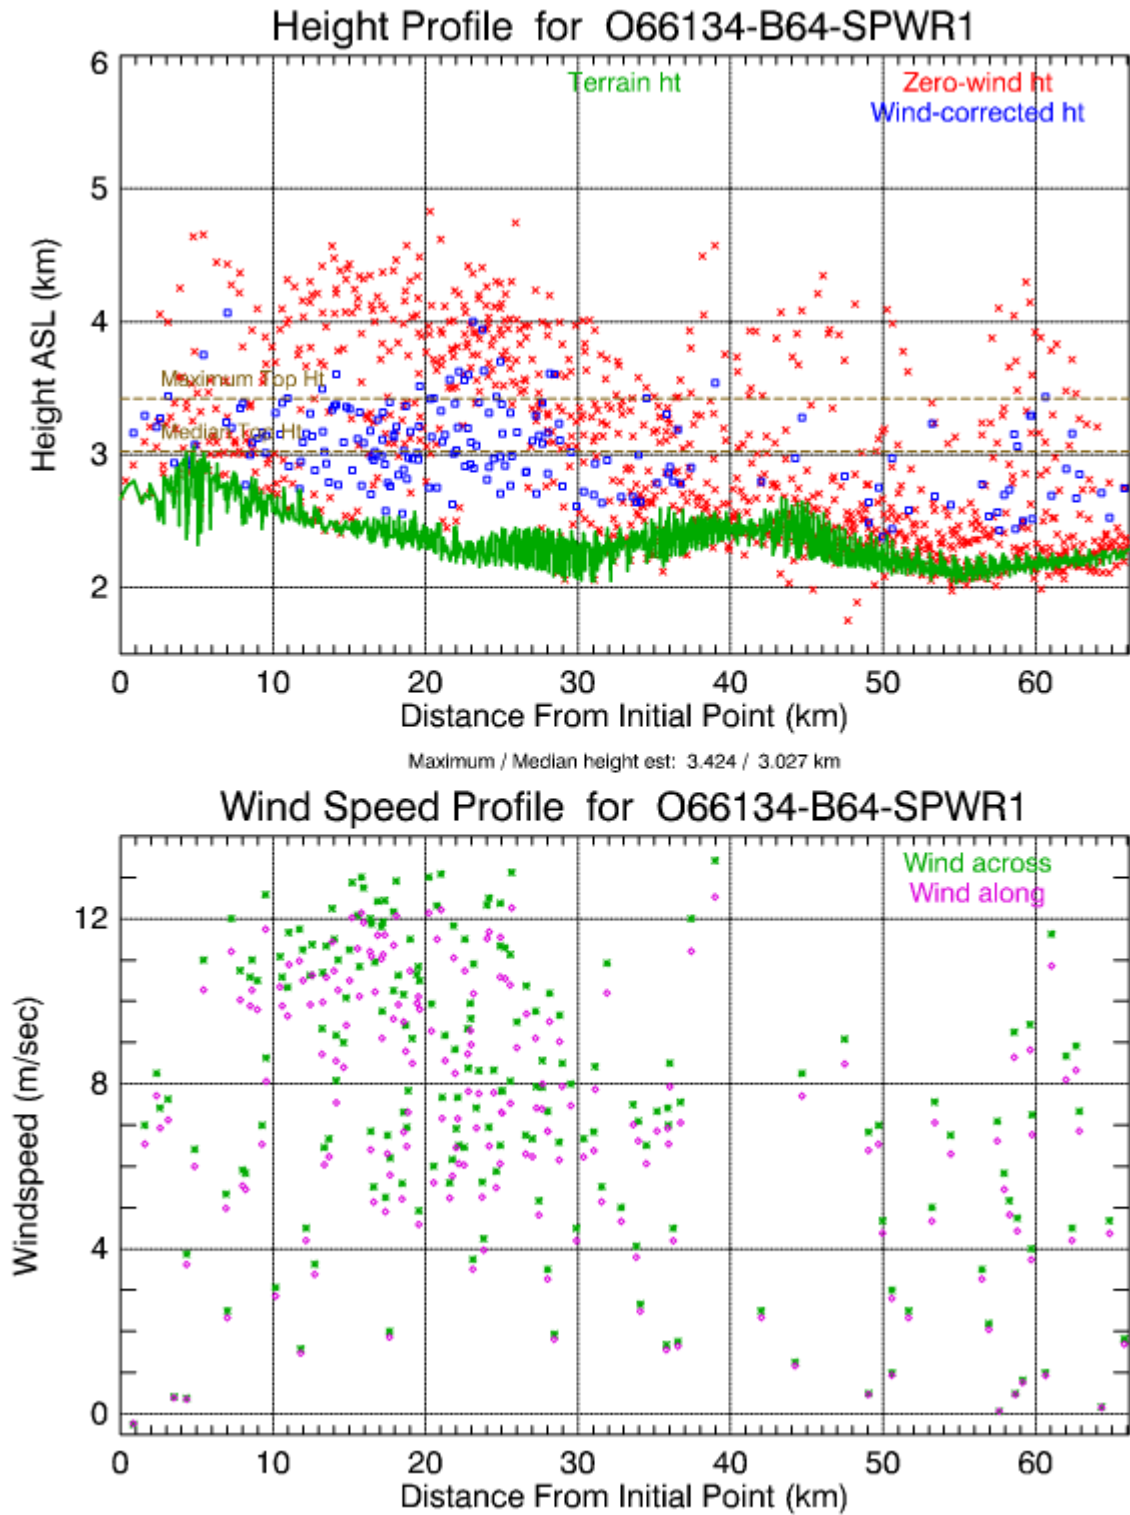 Height Profile for O66134-B64-SPWR1
Terrain ht
Zero-wind ht
Wind-corrected ht
Maximum Top Ht
Median Top Ht
Height ASL (km)
6
5
4
3
2
0 10 20 30 40 50 60
Distance From Initial Point (km)
Maximum / Median height est: 3.424 / 3.027 km
Wind Speed Profile for O66134-B64-SPWR1
Wind across
Wind along
Windspeed (m/sec)
12
8
4
0
0 10 20 30 40 50 60
Distance From Initial Point (km)